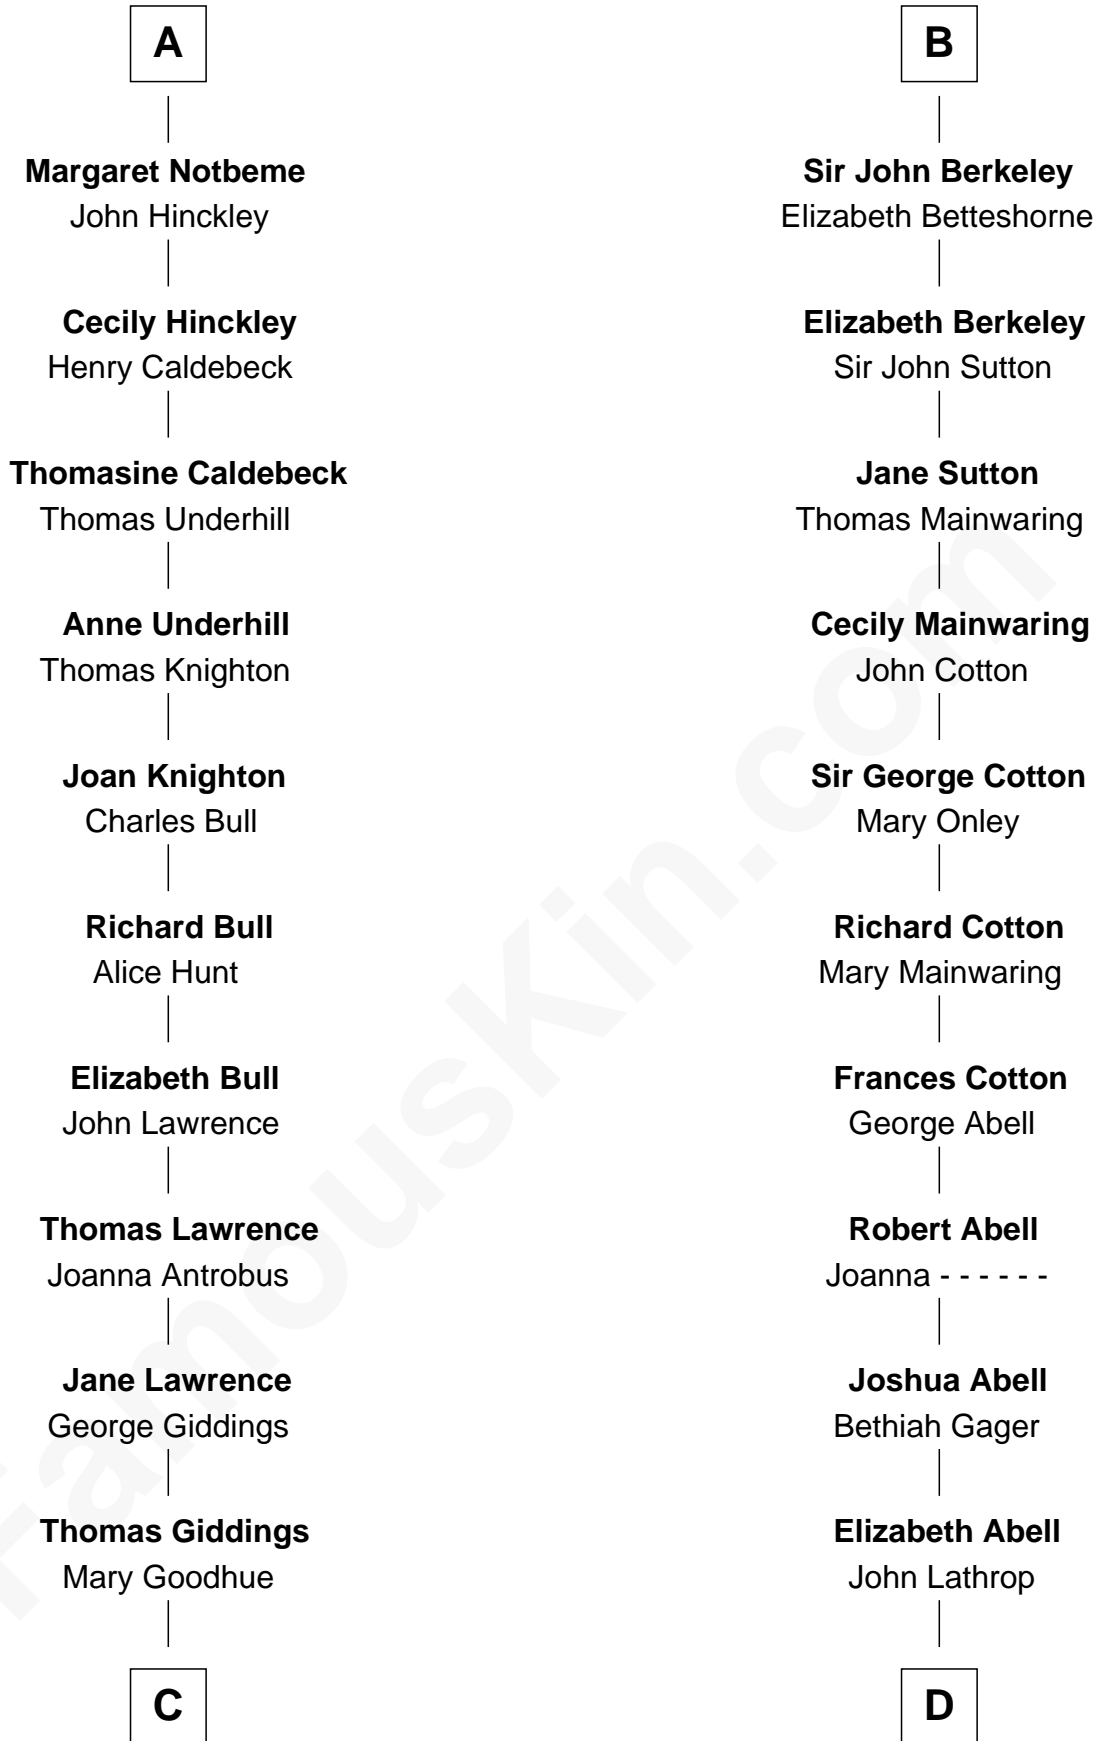 A
Margaret Notbeme
John Hinckley
Cecily Hinckley
Henry Caldebeck
Thomasine Caldebeck
Thomas Underhill
Anne Underhill
Thomas Knighton
Joan Knighton
Charles Bull
Richard Bull
Alice Hunt
Elizabeth Bull
John Lawrence
Thomas Lawrence
Joanna Antrobus
Jane Lawrence
George Giddings
Thomas Giddings
Mary Goodhue
C
B
Sir John Berkeley
Elizabeth Betteshorne
Elizabeth Berkeley
Sir John Sutton
Jane Sutton
Thomas Mainwaring
Cecily Mainwaring
John Cotton
Sir George Cotton
Mary Onley
Richard Cotton
Mary Mainwaring
Frances Cotton
George Abell
Robert Abell
Joanna - - - - - -
Joshua Abell
Bethiah Gager
Elizabeth Abell
John Lathrop
D
FamousKin.com